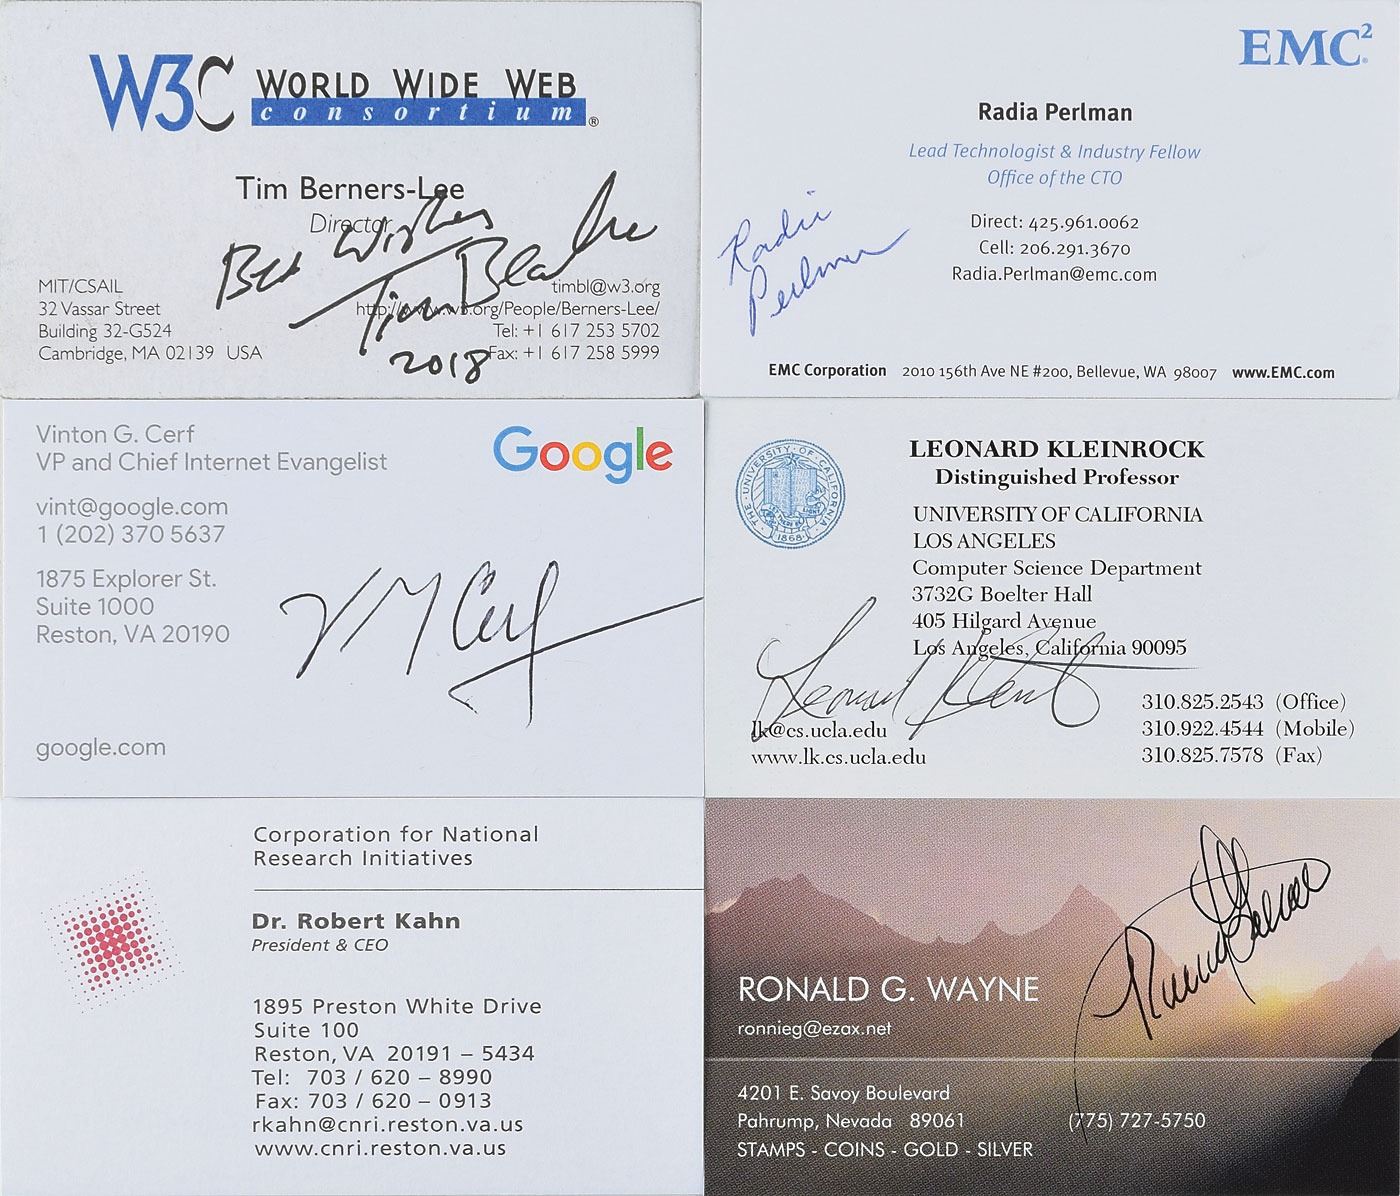 W3C WORLD WIDE WEB
consortium®
Tim Berners-Lee
Director
Best Wishes
Tim Berners-Lee
2018
MIT/CSAIL
32 Vassar Street
Building 32-G524
Cambridge, MA 02139 USA
timbl@w3.org
http://www.w3.org/People/Berners-Lee/
Tel: +1 617 253 5702
Fax: +1 617 258 5999
EMC²
Radia Perlman
Lead Technologist & Industry Fellow
Office of the CTO
Direct: 425.961.0062
Cell: 206.291.3670
Radia.Perlman@emc.com
Radia
Perlman
EMC Corporation 2010 156th Ave NE #200, Bellevue, WA 98007 www.EMC.com
Vinton G. Cerf
VP and Chief Internet Evangelist
Google
vint@google.com
1 (202) 370 5637
1875 Explorer St.
Suite 1000
Reston, VA 20190
V M Cerf
google.com
THE · UNIVERSITY · OF · CALIFORNIA
·1868·
LEONARD KLEINROCK
Distinguished Professor
UNIVERSITY OF CALIFORNIA
LOS ANGELES
Computer Science Department
3732G Boelter Hall
405 Hilgard Avenue
Los Angeles, California 90095
Leonard Kleinrock
lk@cs.ucla.edu
www.lk.cs.ucla.edu
310.825.2543 (Office)
310.922.4544 (Mobile)
310.825.7578 (Fax)
Corporation for National
Research Initiatives
Dr. Robert Kahn
President & CEO
1895 Preston White Drive
Suite 100
Reston, VA 20191 – 5434
Tel: 703 / 620 – 8990
Fax: 703 / 620 – 0913
rkahn@cnri.reston.va.us
www.cnri.reston.va.us
RONALD G. WAYNE
ronnieg@ezax.net
4201 E. Savoy Boulevard
Pahrump, Nevada 89061 (775) 727-5750
STAMPS - COINS - GOLD - SILVER